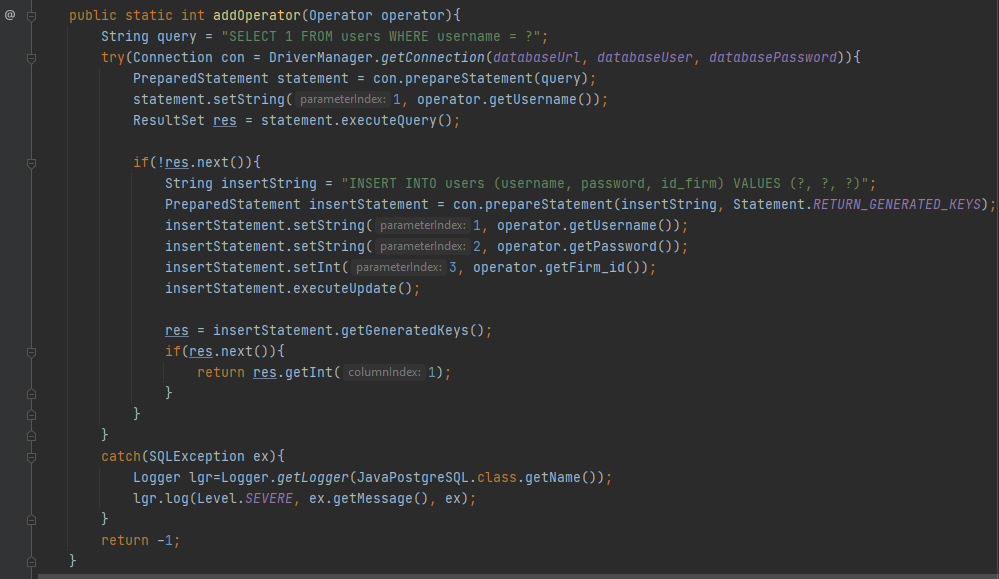 @ public static int addOperator(Operator operator){
String query = "SELECT 1 FROM users WHERE username = ?";
try(Connection con = DriverManager.getConnection(databaseUrl, databaseUser, databasePassword)){
PreparedStatement statement = con.prepareStatement(query);
statement.setString( parameterIndex: 1, operator.getUsername());
ResultSet res = statement.executeQuery();
if(!res.next()){
String insertString = "INSERT INTO users (username, password, id_firm) VALUES (?, ?, ?)";
PreparedStatement insertStatement = con.prepareStatement(insertString, Statement.RETURN_GENERATED_KEYS);
insertStatement.setString( parameterIndex: 1, operator.getUsername());
insertStatement.setString( parameterIndex: 2, operator.getPassword());
insertStatement.setInt( parameterIndex: 3, operator.getFirm_id());
insertStatement.executeUpdate();
res = insertStatement.getGeneratedKeys();
if(res.next()){
return res.getInt( columnIndex: 1);
}
}
}
catch(SQLException ex){
Logger lgr=Logger.getLogger(JavaPostgreSQL.class.getName());
lgr.log(Level.SEVERE, ex.getMessage(), ex);
}
return -1;
}